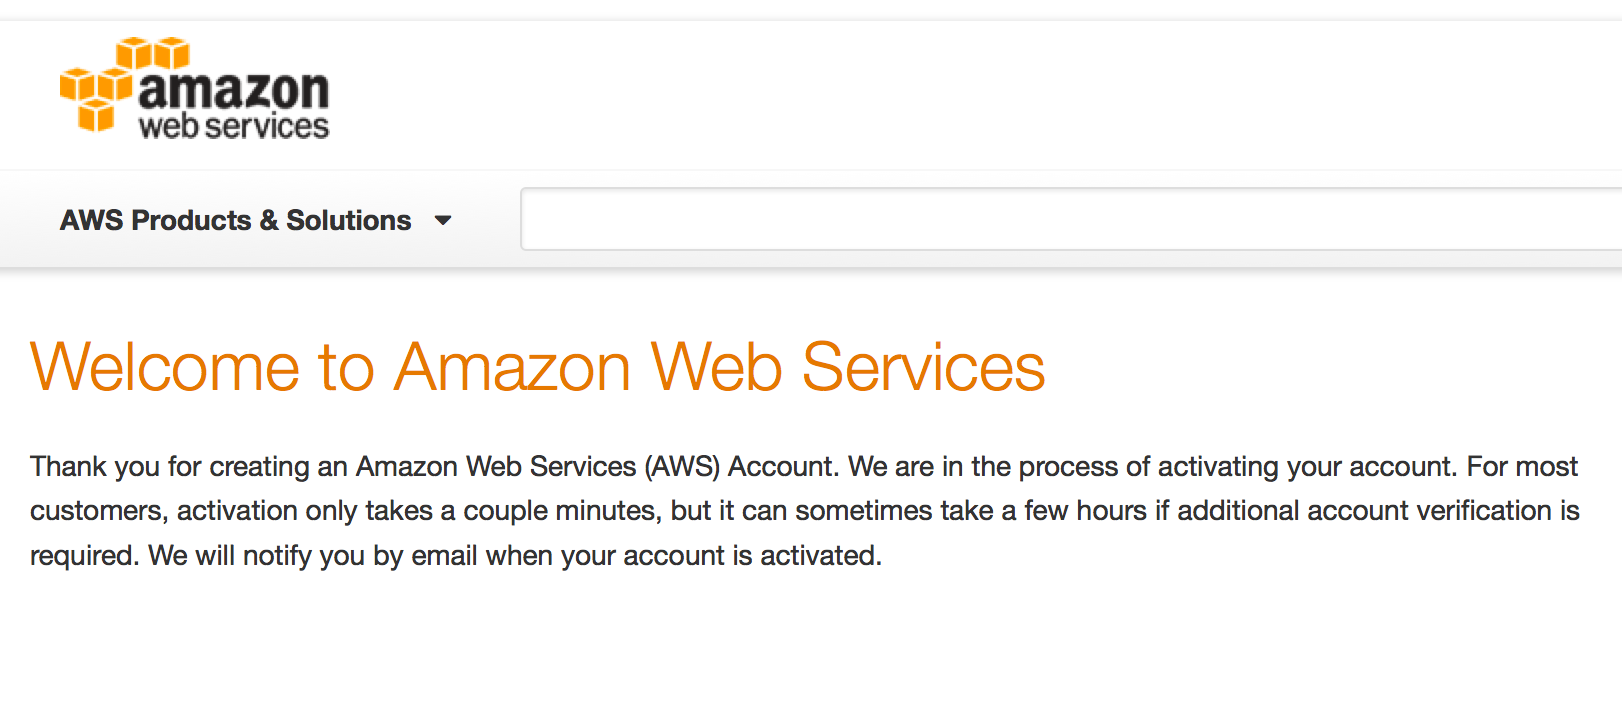 amazon
web services
AWS Products & Solutions
Welcome to Amazon Web Services
Thank you for creating an Amazon Web Services (AWS) Account. We are in the process of activating your account. For most
customers, activation only takes a couple minutes, but it can sometimes take a few hours if additional account verification is
required. We will notify you by email when your account is activated.